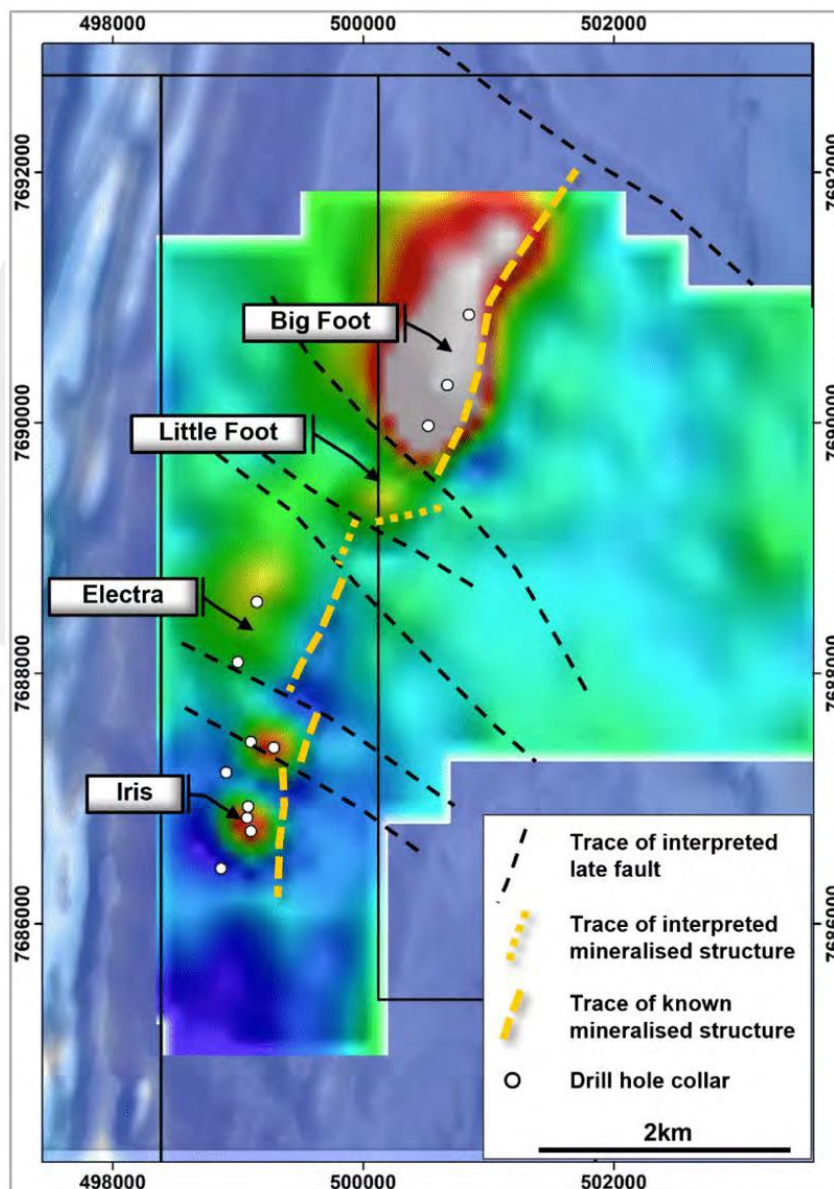 498000 500000 502000
7692000 7692000
Big Foot
7690000 7690000
Little Foot
Electra
7688000 7688000
Iris
7686000 7686000
Trace of interpreted
late fault
Trace of interpreted
mineralised structure
Trace of known
mineralised structure
Drill hole collar
2km
498000 500000 502000